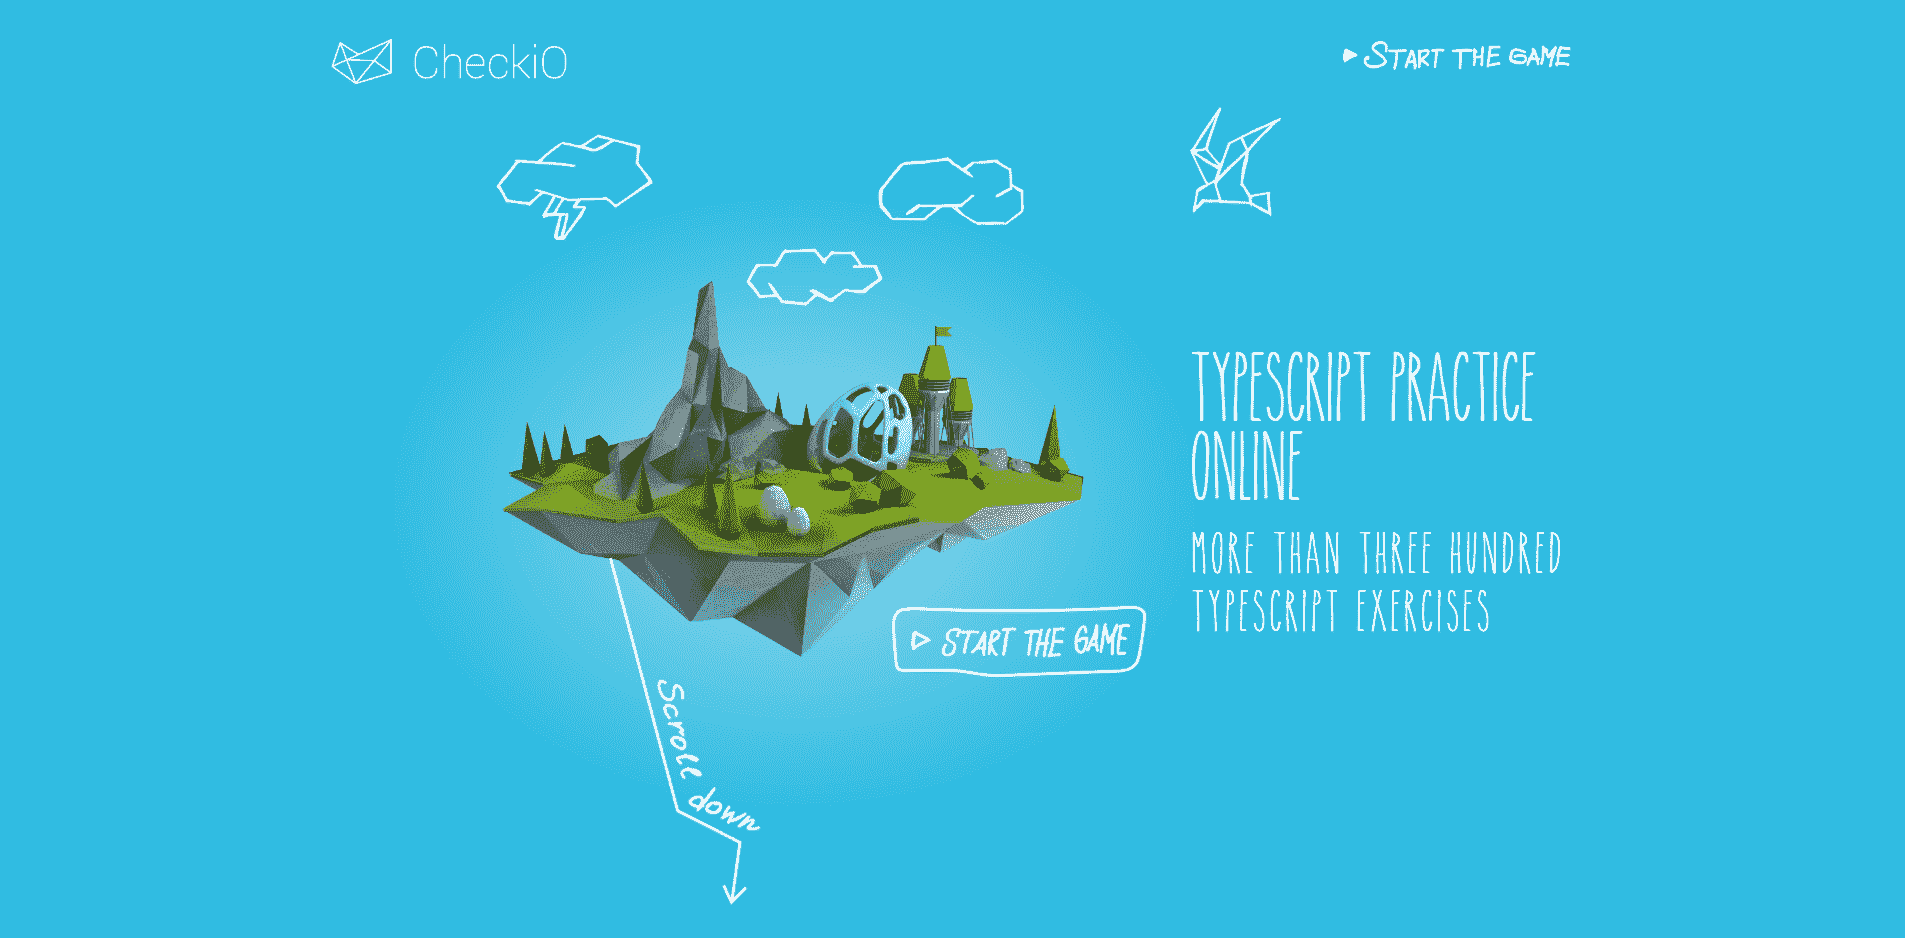 CheckiO
START THE GAME
TYPESCRIPT PRACTICE
ONLINE
MORE THAN THREE HUNDRED
TYPESCRIPT EXERCISES
START THE GAME
Scroll down